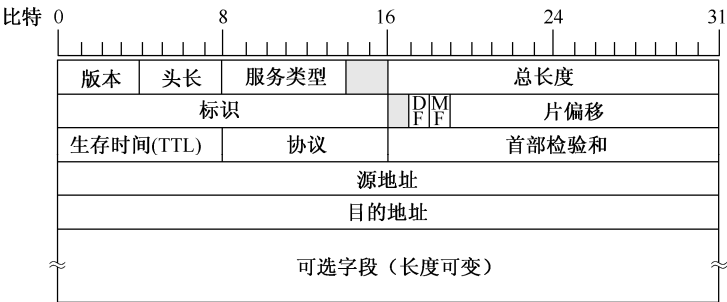 比特 0 8 16 24 31
版本 头长 服务类型 总长度
标识 DF MF 片偏移
生存时间(TTL) 协议 首部检验和
源地址
目的地址
可选字段（长度可变）